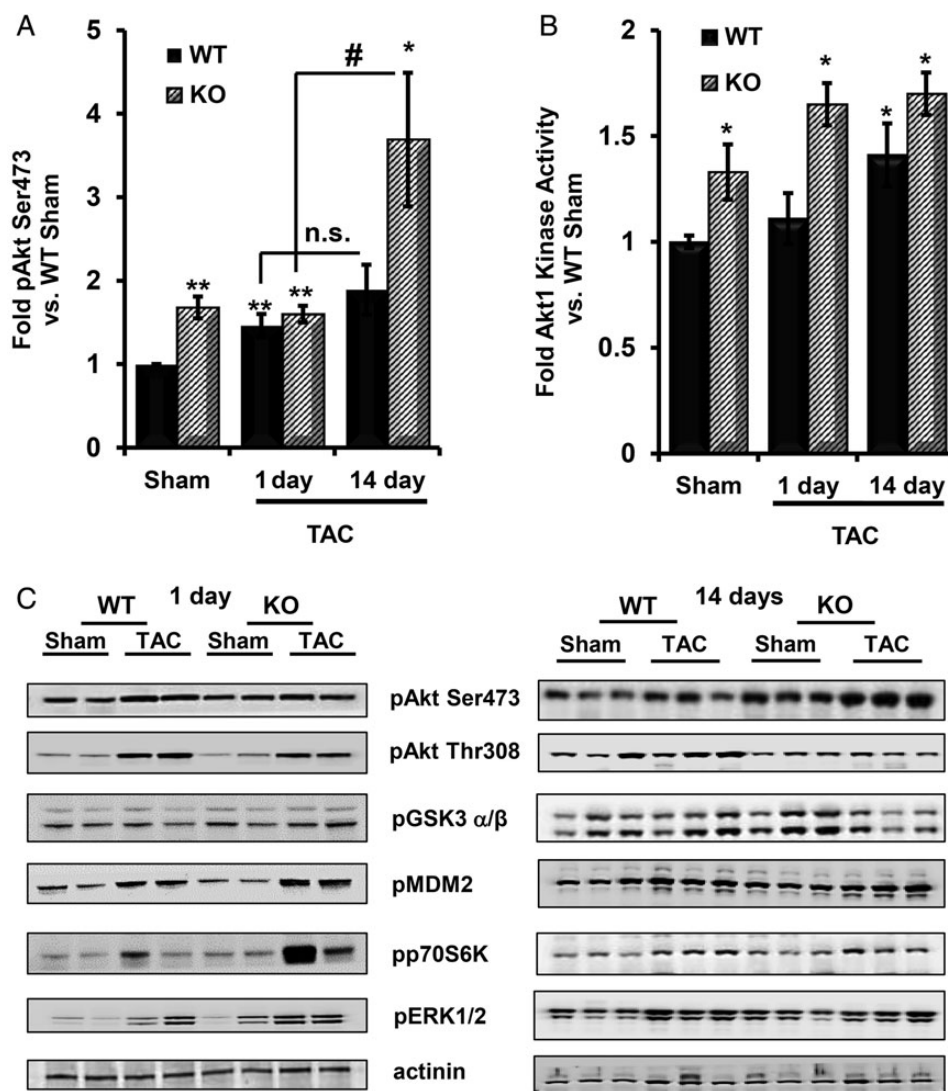 A
Fold pAkt Ser473
vs. WT Sham
5
4
3
2
1
0
WT
KO
#
*
n.s.
**
**
**
Sham
1 day
14 day
TAC
B
Fold Akt1 Kinase Activity
vs. WT Sham
2
1.5
1
0.5
0
WT
KO
*
*
*
*
Sham
1 day
14 day
TAC
C
1 day
WT
KO
Sham
TAC
Sham
TAC
14 days
WT
KO
Sham
TAC
Sham
TAC
pAkt Ser473
pAkt Thr308
pGSK3 α/β
pMDM2
pp70S6K
pERK1/2
actinin